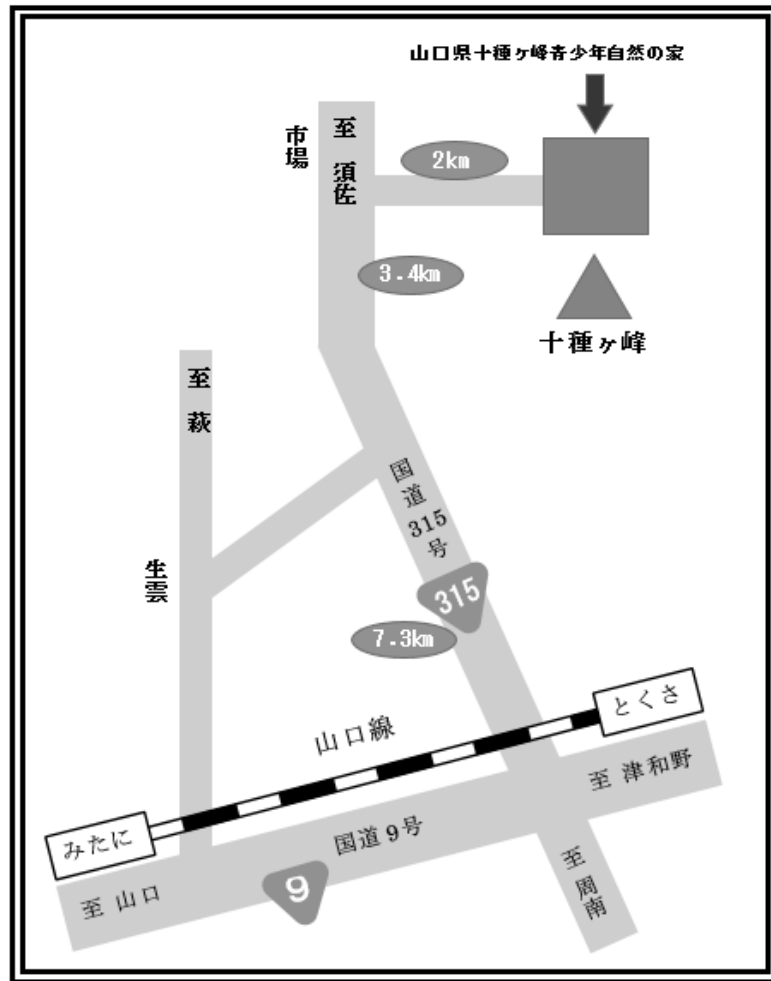 山口県十種ヶ峰青少年自然の家
市場
至 須佐
2km
3.4km
十種ヶ峰
至 萩
国道315号
生雲
315
7.3km
とくさ
山口線
至 津和野
みたに
国道9号
至 山口
9
至 周南